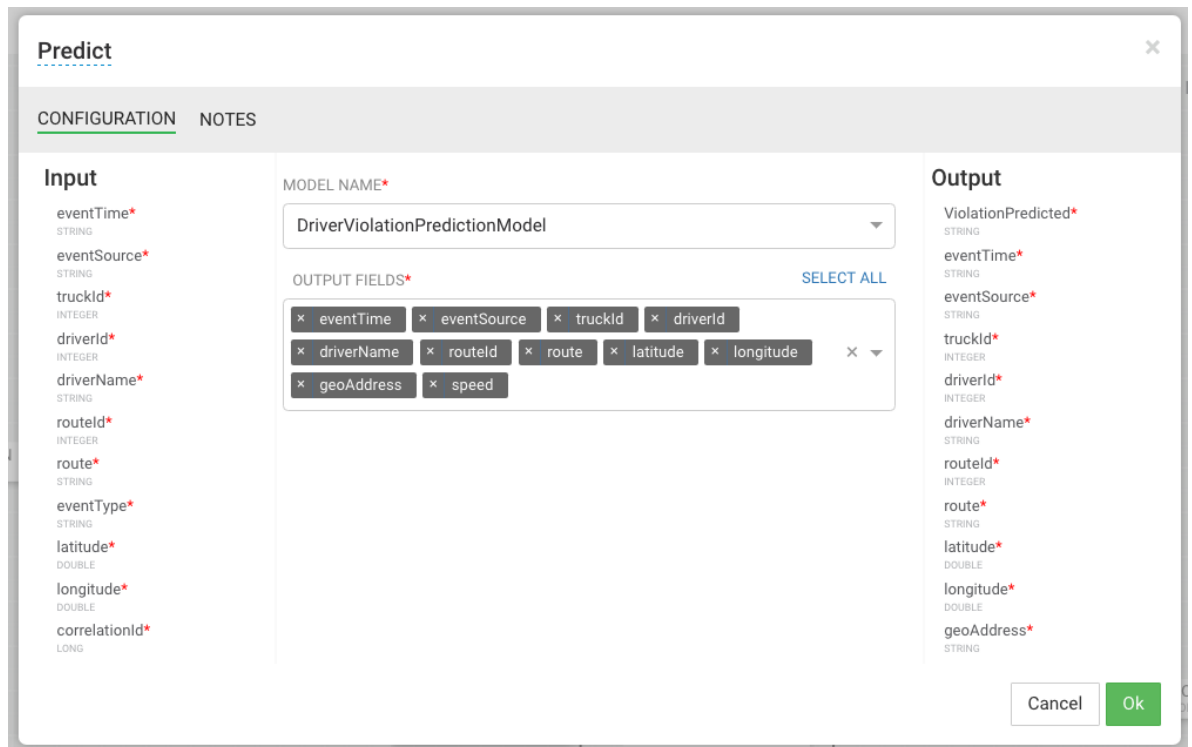 Predict
×
CONFIGURATION NOTES
Input
eventTime*
STRING
eventSource*
STRING
truckId*
INTEGER
driverId*
INTEGER
driverName*
STRING
routeId*
INTEGER
route*
STRING
eventType*
STRING
latitude*
DOUBLE
longitude*
DOUBLE
correlationId*
LONG
MODEL NAME*
DriverViolationPredictionModel
OUTPUT FIELDS* SELECT ALL
× eventTime × eventSource × truckId × driverId
× driverName × routeId × route × latitude × longitude ×
× geoAddress × speed
Output
ViolationPredicted*
STRING
eventTime*
STRING
eventSource*
STRING
truckId*
INTEGER
driverId*
INTEGER
driverName*
STRING
routeId*
INTEGER
route*
STRING
latitude*
DOUBLE
longitude*
DOUBLE
geoAddress*
STRING
Cancel Ok